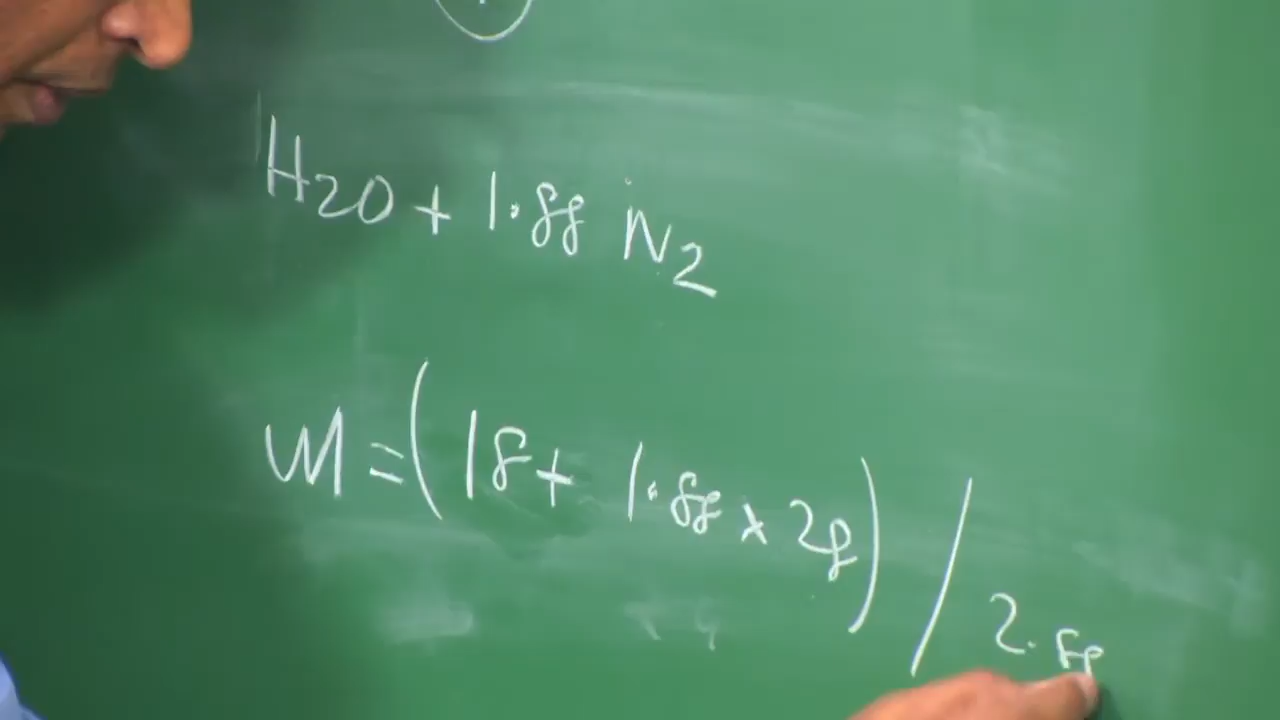 H2O + 1.88 N2
M = (18 + 1.88 x 28) / 2.88